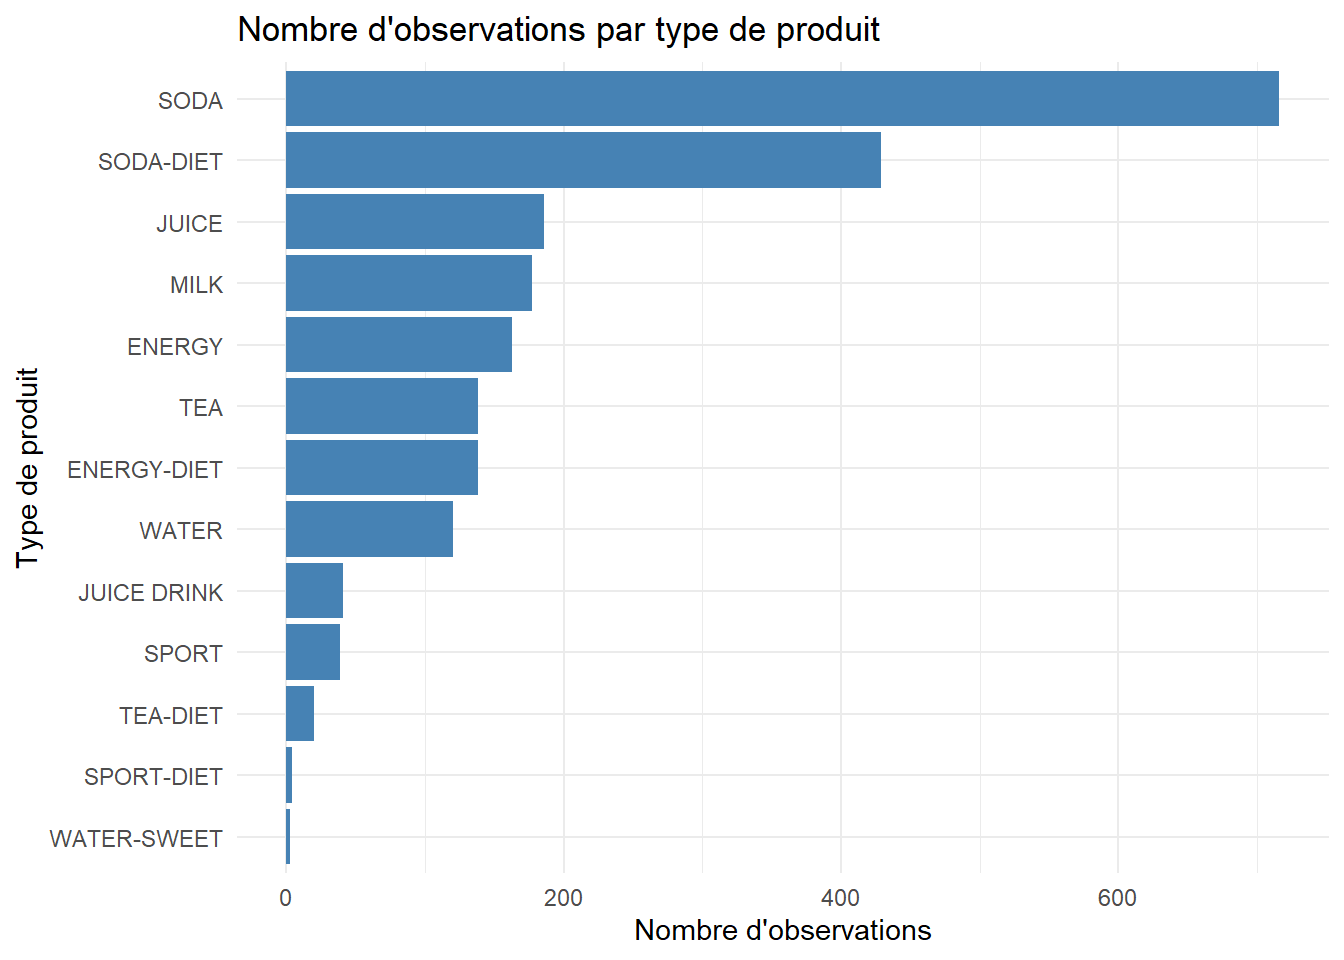 Nombre d'observations par type de produit
SODA
SODA-DIET
JUICE
MILK
ENERGY
TEA
ENERGY-DIET
WATER
JUICE DRINK
SPORT
TEA-DIET
SPORT-DIET
WATER-SWEET
Type de produit
0 200 400 600
Nombre d'observations